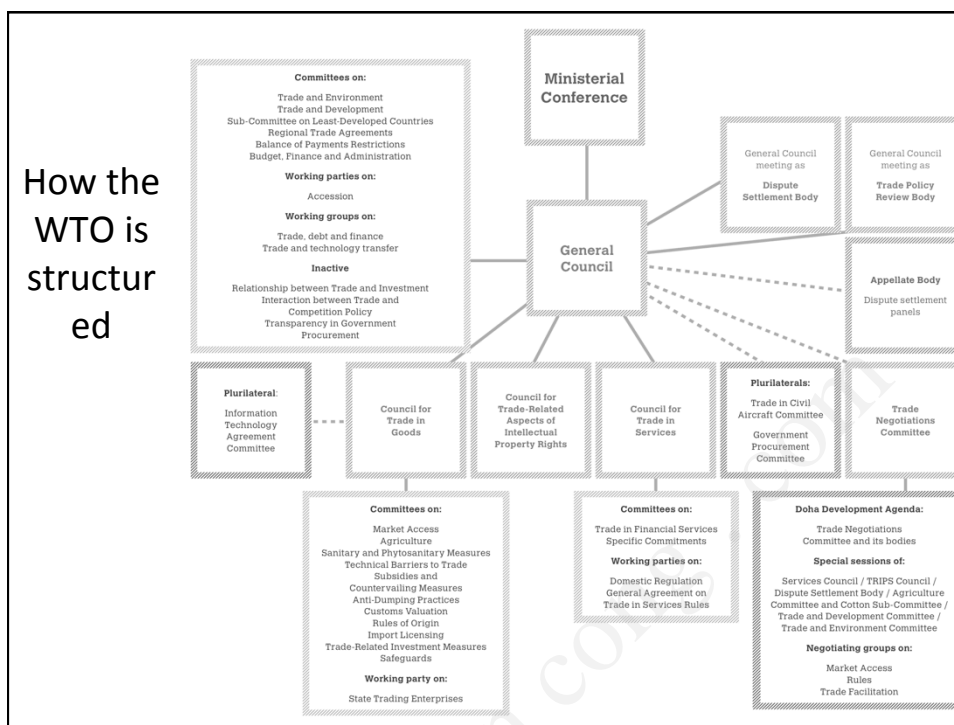 How the
WTO is
structur
ed
Committees on:
Trade and Environment
Trade and Development
Sub-Committee on Least-Developed Countries
Regional Trade Agreements
Balance of Payments Restrictions
Budget, Finance and Administration
Working parties on:
Accession
Working groups on:
Trade, debt and finance
Trade and technology transfer
Inactive
Relationship between Trade and Investment
Interaction between Trade and
Competition Policy
Transparency in Government
Procurement
Ministerial
Conference
General
Council
General Council
meeting as
Dispute
Settlement Body
General Council
meeting as
Trade Policy
Review Body
Appellate Body
Dispute settlement
panels
Plurilateral:
Information
Technology
Agreement
Committee
Council for
Trade in
Goods
Council for
Trade-Related
Aspects of
Intellectual
Property Rights
Council for
Trade in
Services
Plurilaterals:
Trade in Civil
Aircraft Committee
Government
Procurement
Committee
Trade
Negotiations
Committee
Committees on:
Market Access
Agriculture
Sanitary and Phytosanitary Measures
Technical Barriers to Trade
Subsidies and
Countervailing Measures
Anti-Dumping Practices
Customs Valuation
Rules of Origin
Import Licensing
Trade-Related Investment Measures
Safeguards
Working party on:
State Trading Enterprises
Committees on:
Trade in Financial Services
Specific Commitments
Working parties on:
Domestic Regulation
General Agreement on
Trade in Services Rules
Doha Development Agenda:
Trade Negotiations
Committee and its bodies
Special sessions of:
Services Council / TRIPS Council /
Dispute Settlement Body / Agriculture
Committee and Cotton Sub-Committee /
Trade and Development Committee /
Trade and Environment Committee
Negotiating groups on:
Market Access
Rules
Trade Facilitation